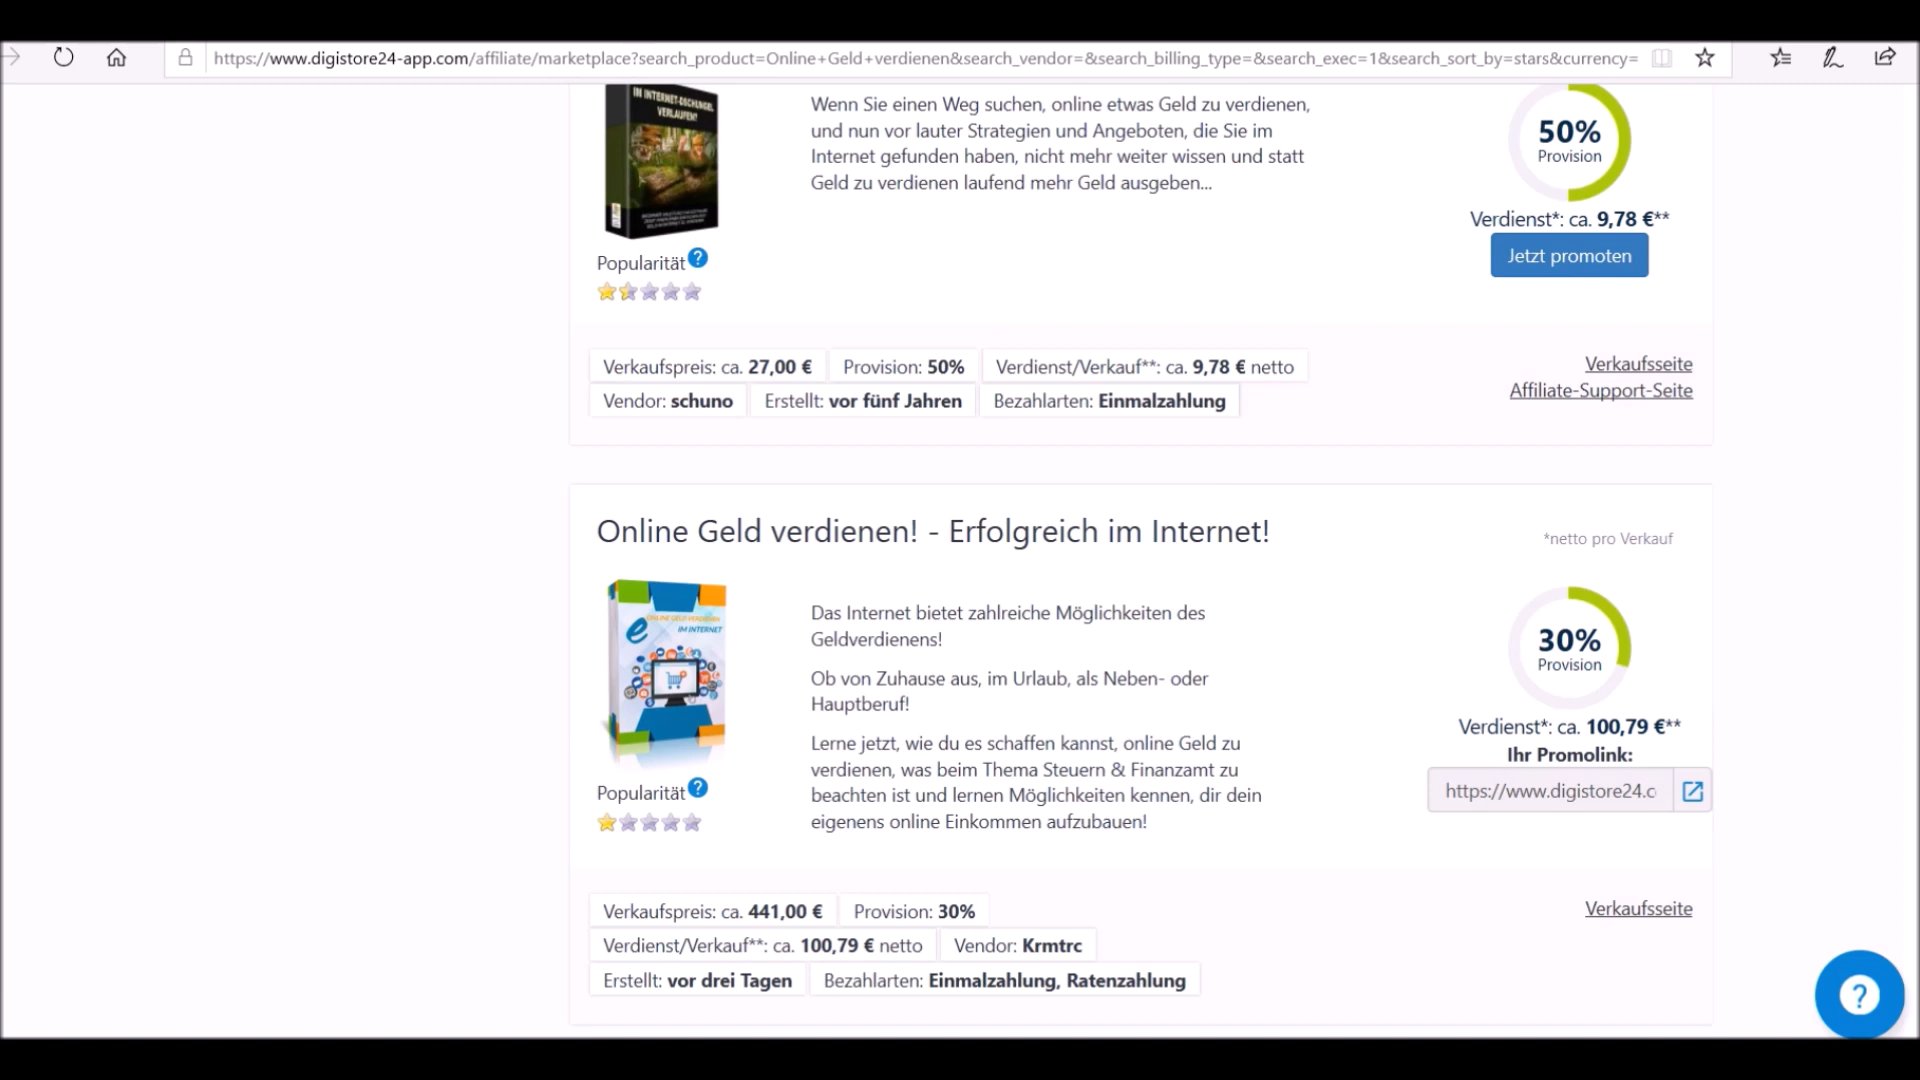 https://www.digistore24-app.com/affiliate/marketplace?search_product=Online+Geld+verdienen&search_vendor=&search_billing_type=&search_exec=1&search_sort_by=stars&currency=
IM INTERNET-DSCHUNGEL
VERLAUFEN?
Wenn Sie einen Weg suchen, online etwas Geld zu verdienen,
und nun vor lauter Strategien und Angeboten, die Sie im
Internet gefunden haben, nicht mehr weiter wissen und statt
Geld zu verdienen laufend mehr Geld ausgeben...
50%
Provision
Verdienst*: ca. 9,78 €**
Jetzt promoten
Popularität ?
Verkaufspreis: ca. 27,00 € Provision: 50% Verdienst/Verkauf**: ca. 9,78 € netto
Vendor: schuno Erstellt: vor fünf Jahren Bezahlarten: Einmalzahlung
Verkaufsseite
Affiliate-Support-Seite
Online Geld verdienen! - Erfolgreich im Internet!
*netto pro Verkauf
e ONLINE GELD VERDIENEN
IM INTERNET
Das Internet bietet zahlreiche Möglichkeiten des
Geldverdienens!
Ob von Zuhause aus, im Urlaub, als Neben- oder
Hauptberuf!
Lerne jetzt, wie du es schaffen kannst, online Geld zu
verdienen, was beim Thema Steuern & Finanzamt zu
beachten ist und lernen Möglichkeiten kennen, dir dein
eigenens online Einkommen aufzubauen!
30%
Provision
Verdienst*: ca. 100,79 €**
Ihr Promolink:
https://www.digistore24.c
Popularität ?
Verkaufspreis: ca. 441,00 € Provision: 30%
Verdienst/Verkauf**: ca. 100,79 € netto Vendor: Krmtrc
Erstellt: vor drei Tagen Bezahlarten: Einmalzahlung, Ratenzahlung
Verkaufsseite
?